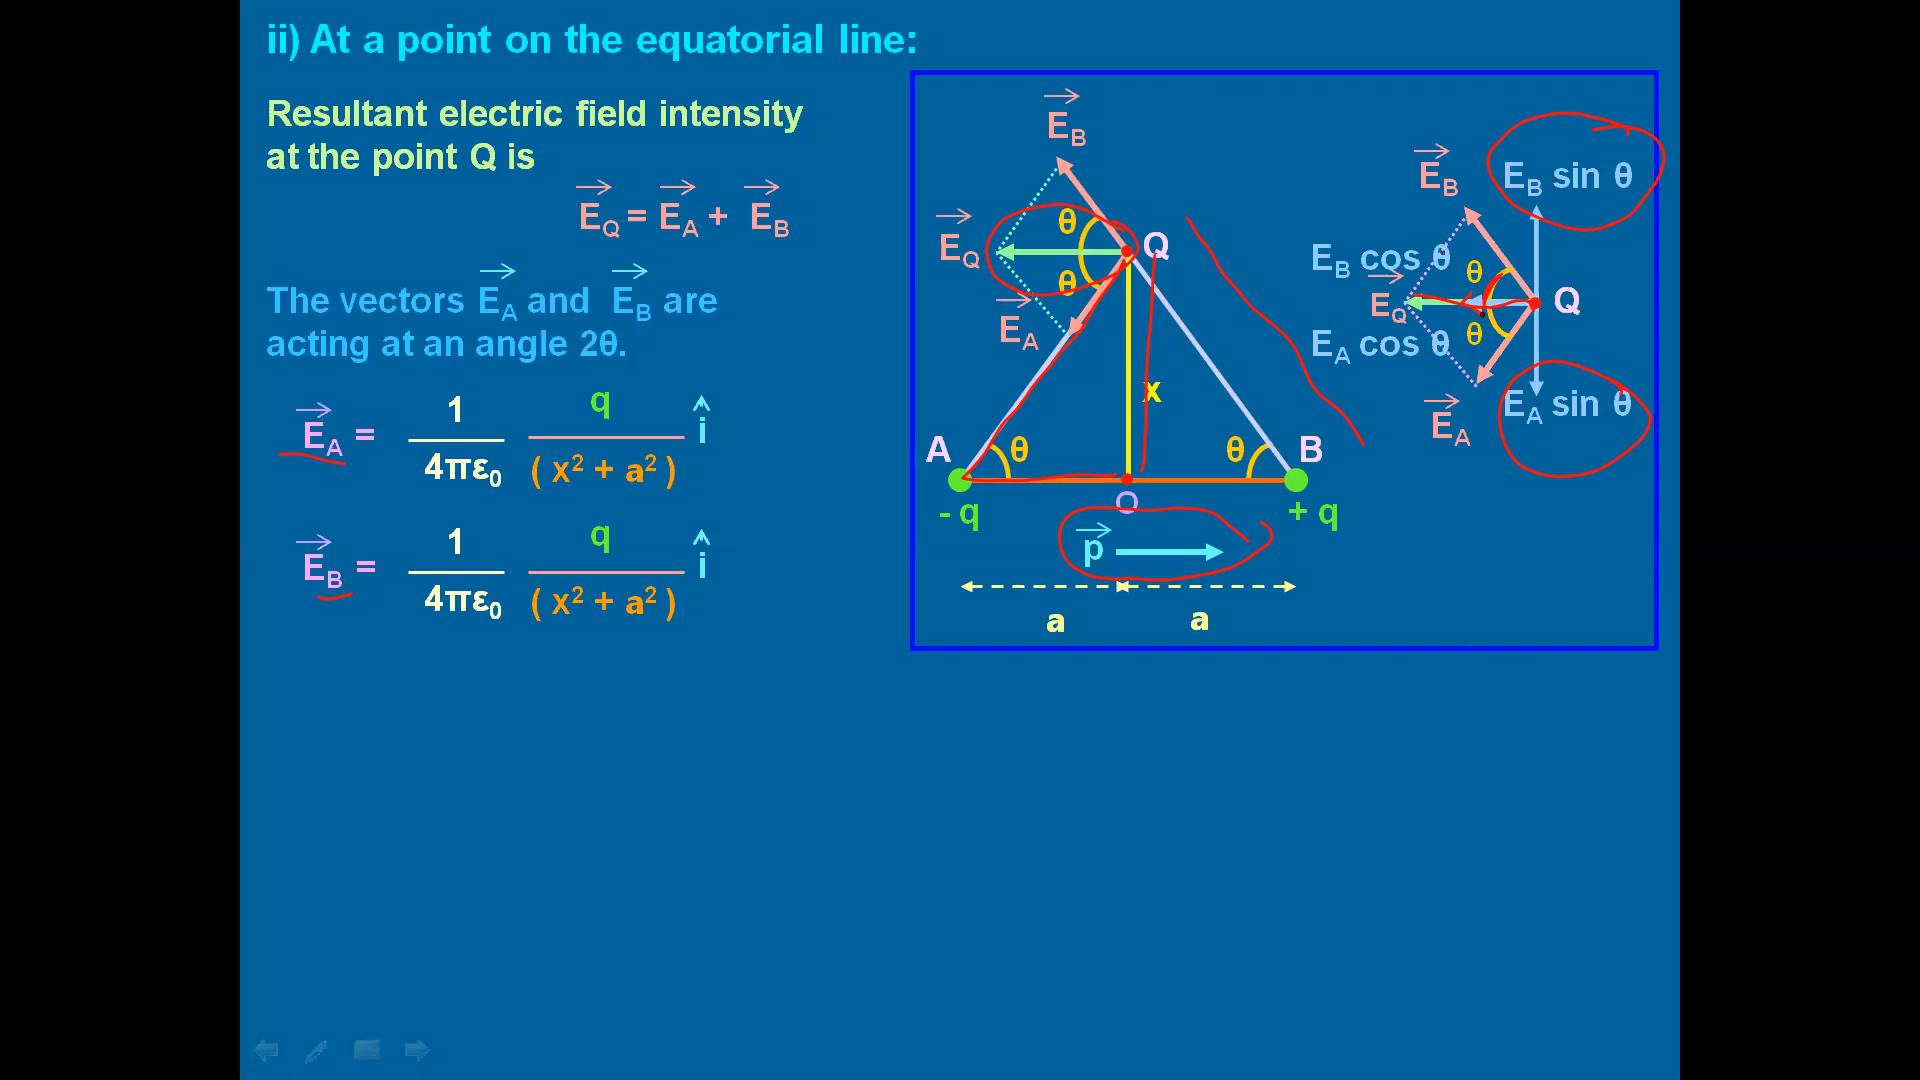 ii) At a point on the equatorial line:
Resultant electric field intensity
at the point Q is
E_Q = E_A + E_B
The vectors E_A and E_B are
acting at an angle 2θ.
E_A = 1 / 4πε₀ q / ( x² + a² ) î
E_B = 1 / 4πε₀ q / ( x² + a² ) î
E_B
θ
Q
E_Q
θ
E_A
x
A
θ
θ
B
- q
O
+ q
p
a
a
E_B
E_B sin θ
E_B cos θ
θ
E_Q
Q
θ
E_A cos θ
E_A
E_A sin θ